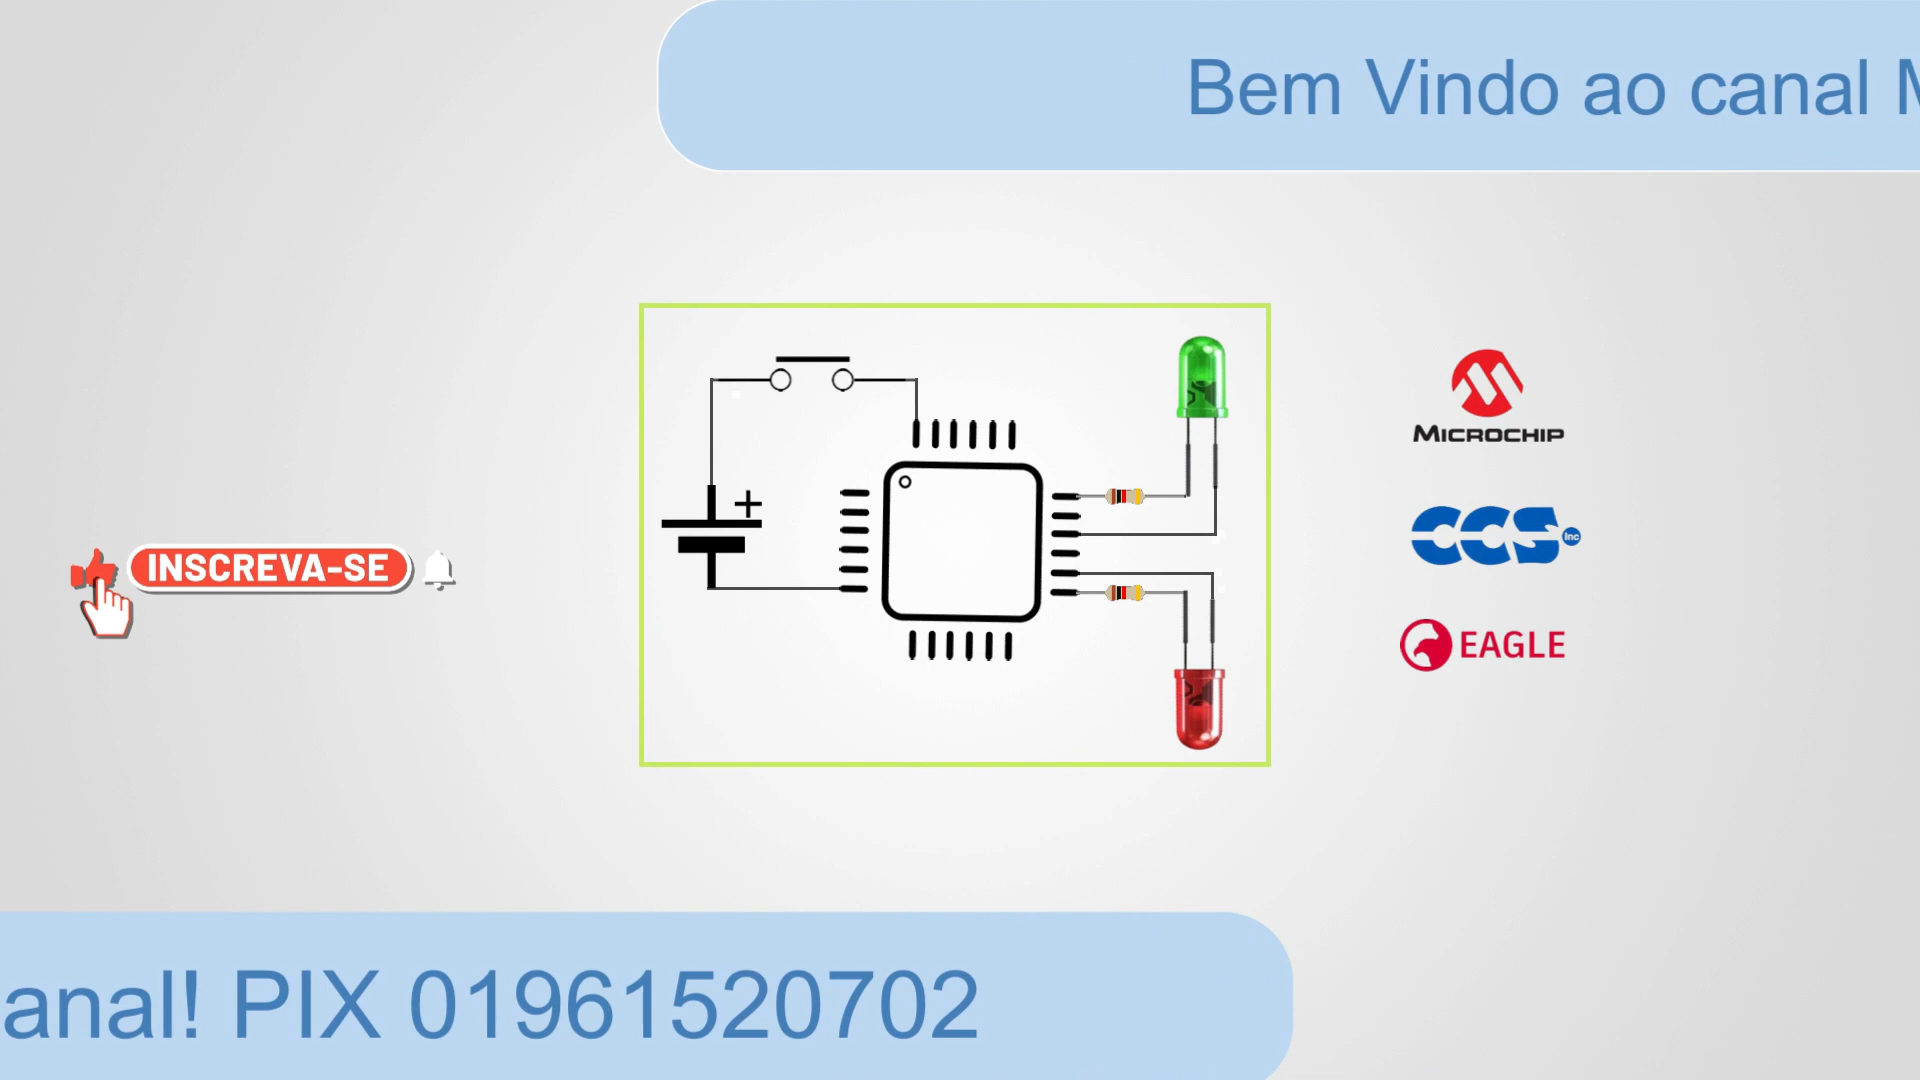 Bem Vindo ao canal
MICROCHIP
CCS Inc
INSCREVA-SE
EAGLE
anal! PIX 01961520702